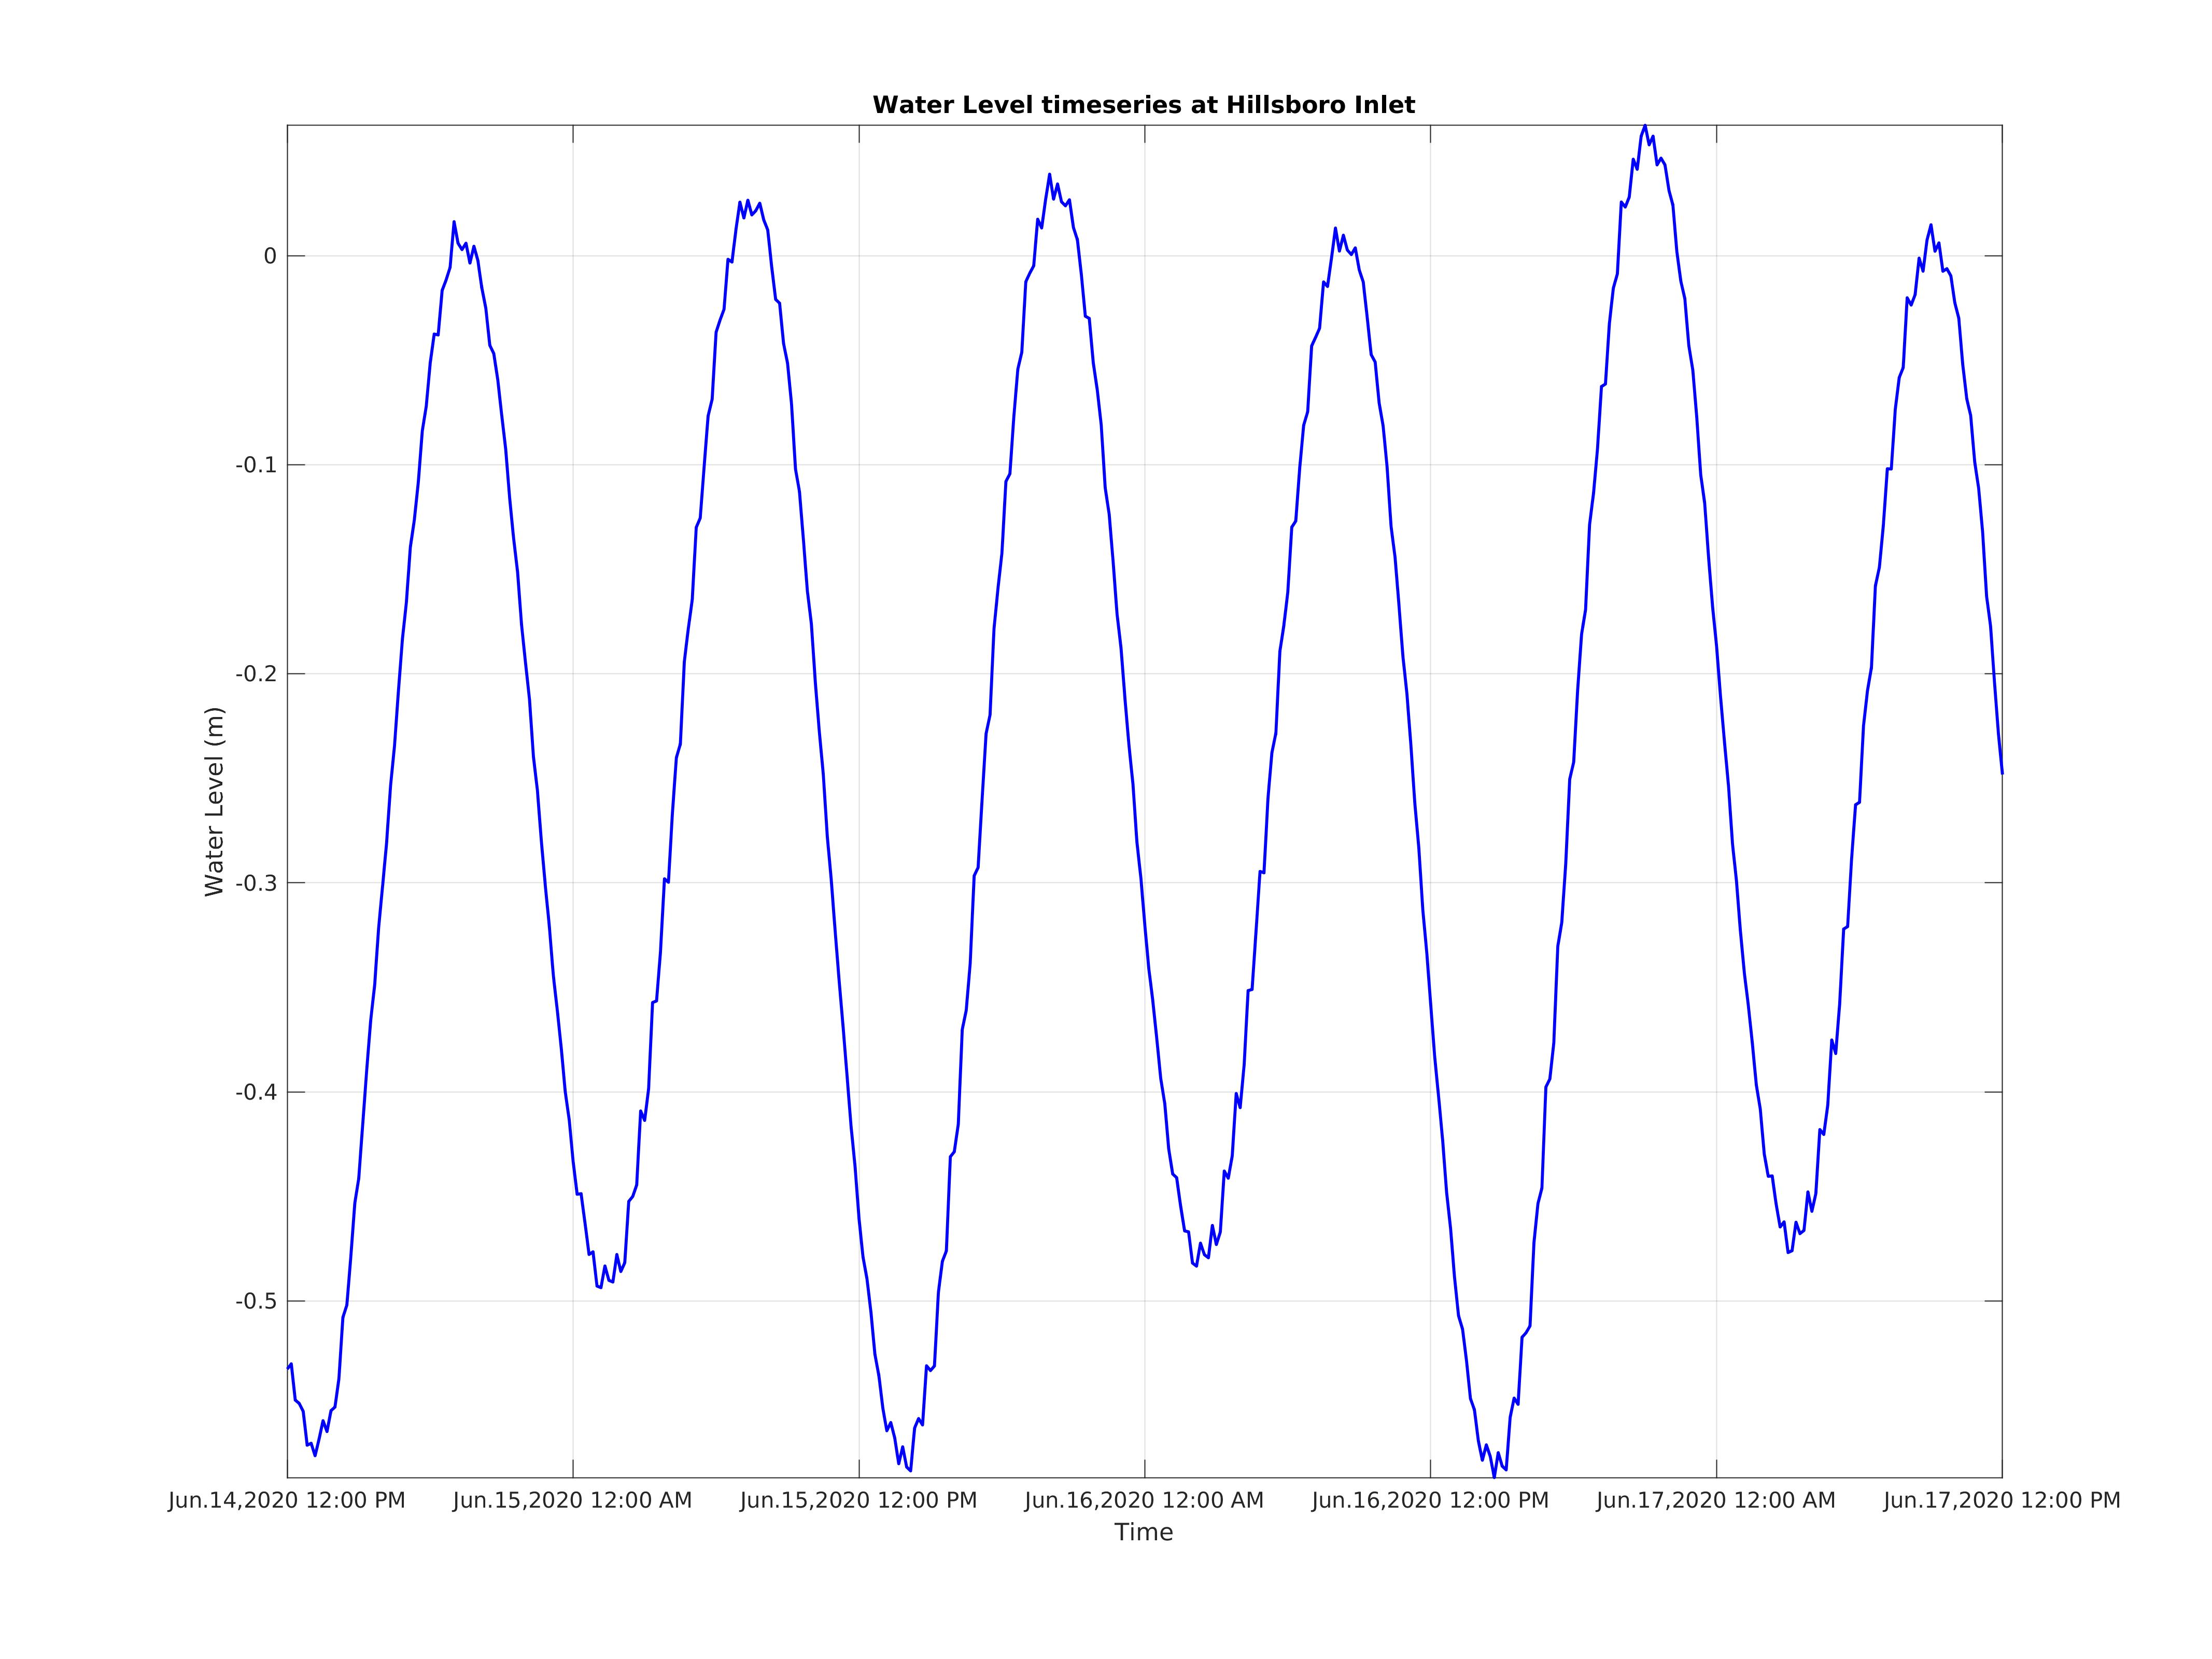 Water Level timeseries at Hillsboro Inlet
0
-0.1
-0.2
-0.3
-0.4
-0.5
Water Level (m)
Jun.14,2020 12:00 PM
Jun.15,2020 12:00 AM
Jun.15,2020 12:00 PM
Jun.16,2020 12:00 AM
Jun.16,2020 12:00 PM
Jun.17,2020 12:00 AM
Jun.17,2020 12:00 PM
Time